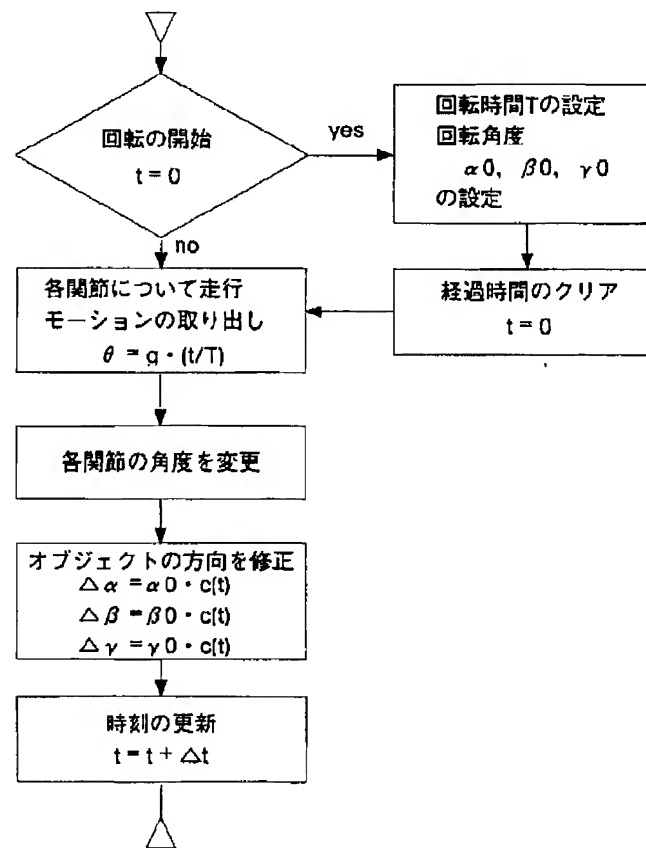 回転の開始
t = 0
yes
no
回転時間Tの設定
回転角度
α0, β0, γ0
の設定
経過時間のクリア
t = 0
各関節について走行
モーションの取り出し
θ = g・(t/T)
各関節の角度を変更
オブジェクトの方向を修正
△α = α0・c(t)
△β = β0・c(t)
△γ = γ0・c(t)
時刻の更新
t = t + △t